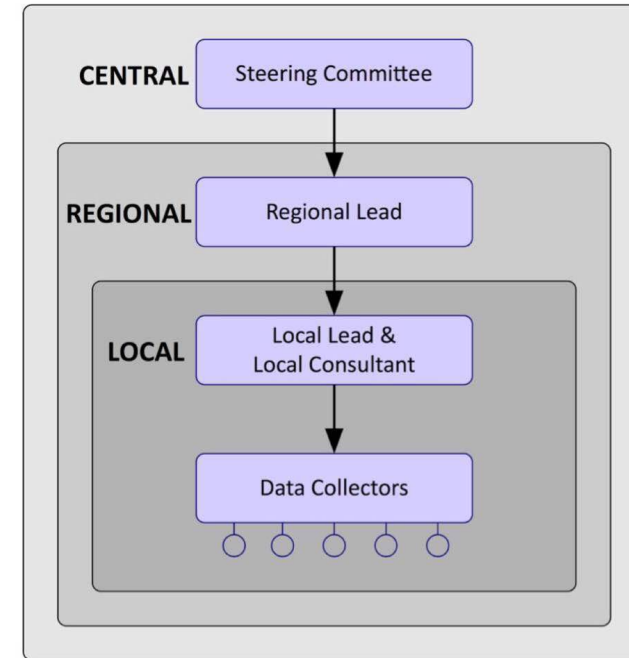 CENTRAL
Steering Committee
REGIONAL
Regional Lead
LOCAL
Local Lead &
Local Consultant
Data Collectors